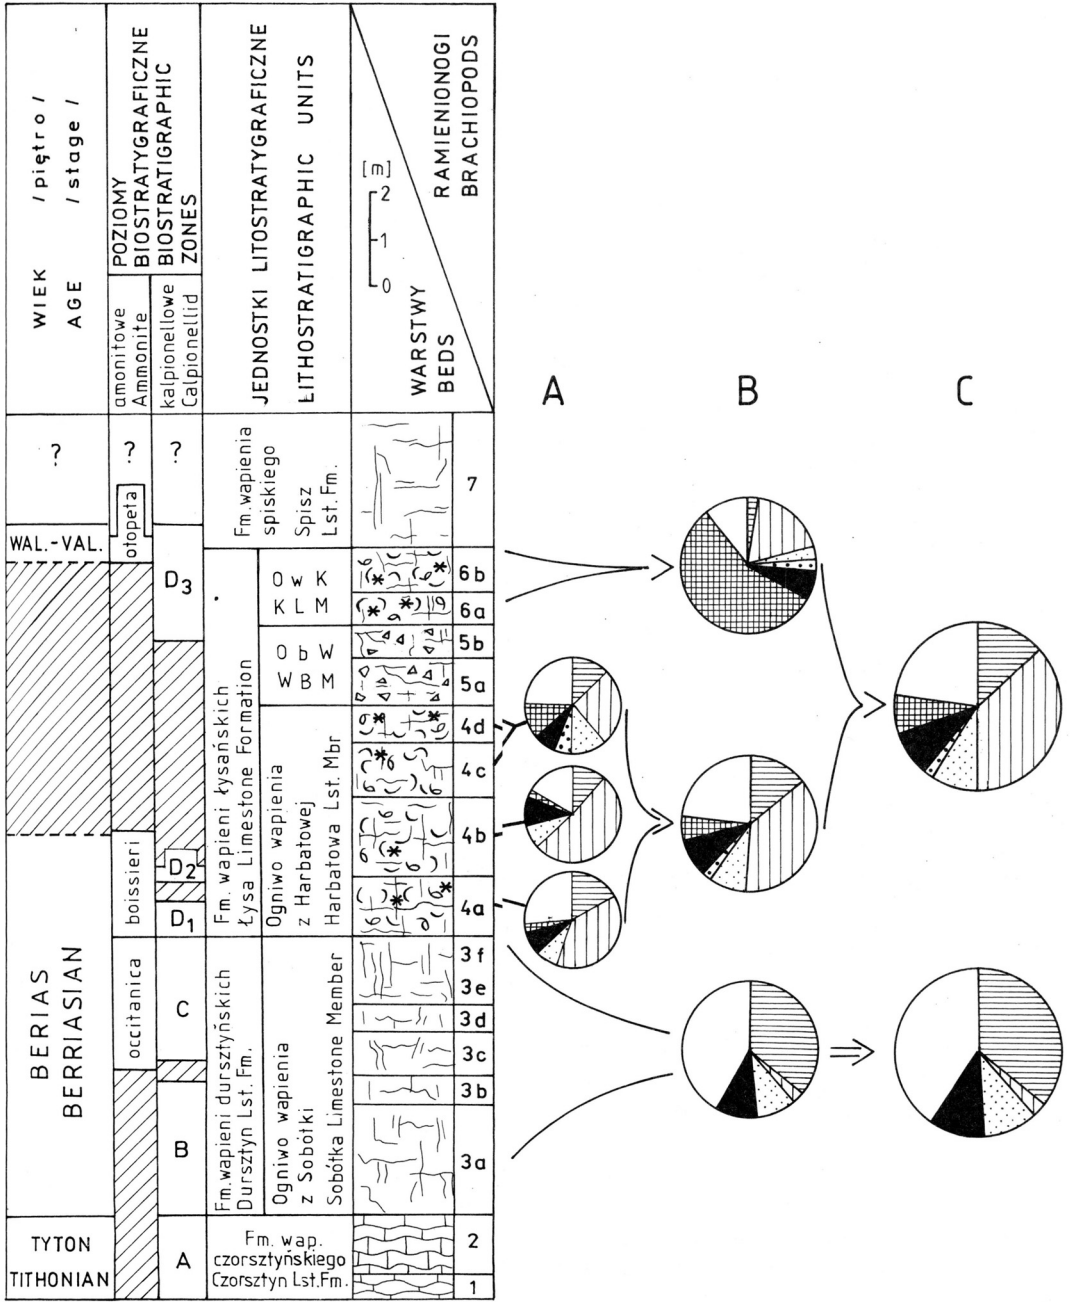 WIEK /piętro/
AGE /stage/
POZIOMY
BIOSTRATYGRAFICZNE
BIOSTRATIGRAPHIC
ZONES
amonitowe
Ammonite
kalpionellowe
Calpionellid
JEDNOSTKI LITOSTRATYGRAFICZNE
LITHOSTRATIGRAPHIC UNITS
[m]
2
1
0
WARSTWY
BEDS
RAMIENIONOGI
BRACHIOPODS
A
B
C
?
?
?
otopeta
WAL.-VAL.
D3
Fm. wapienia
spiskiego
Spisz
Lst. Fm.
7
OwK
KLM
6b
6a
ObW
WBM
5b
5a
Fm. wapieni łysańskich
Łysa Limestone Formation
Ogniwo wapienia
z Harbatowej
Harbatowa Lst. Mbr
4d
4c
4b
4a
boissieri
D2
D1
BERIAS
BERRIASIAN
occitanica
C
B
Fm. wapieni dursztyńskich
Dursztyn Lst. Fm.
Ogniwo wapienia
z Sobótki
Sobótka Limestone Member
3f
3e
3d
3c
3b
3a
TYTON
TITHONIAN
A
Fm. wap.
czorsztyńskiego
Czorsztyn Lst.Fm.
2
1